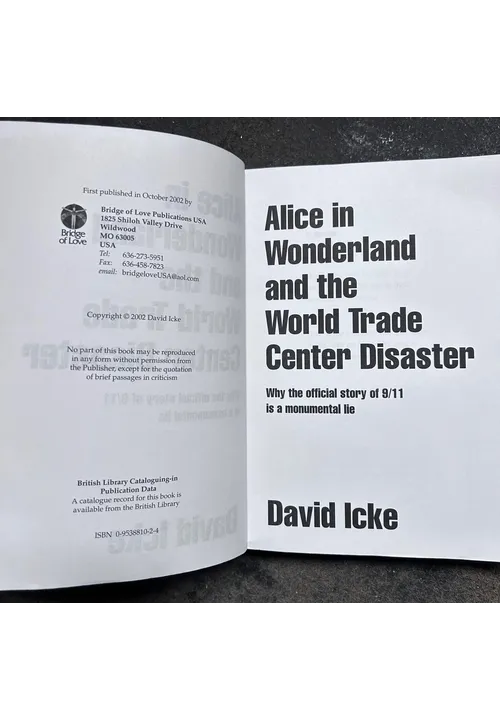 First published in October 2002 by
Bridge of Love
Bridge of Love Publications USA
1825 Shiloh Valley Drive
Wildwood
MO 63005
USA
Tel: 636-273-5951
Fax: 636-458-7823
email: bridgeloveUSA@aol.com
Copyright © 2002 David Icke
No part of this book may be reproduced
in any form without permission from
the Publisher, except for the quotation
of brief passages in criticism
British Library Cataloguing-in
Publication Data
A catalogue record for this book is
available from the British Library
ISBN 0-9538810-2-4
Alice in
Wonderland
and the
World Trade
Center Disaster
Why the official story of 9/11
is a monumental lie
David Icke